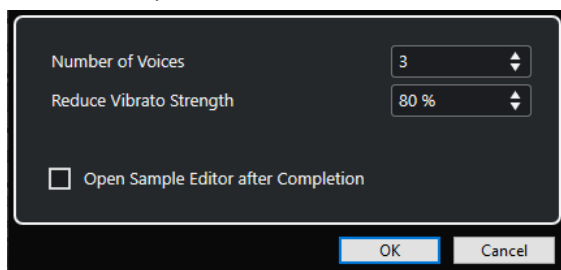 Number of Voices 3
Reduce Vibrato Strength 80 %
Open Sample Editor after Completion
OK Cancel